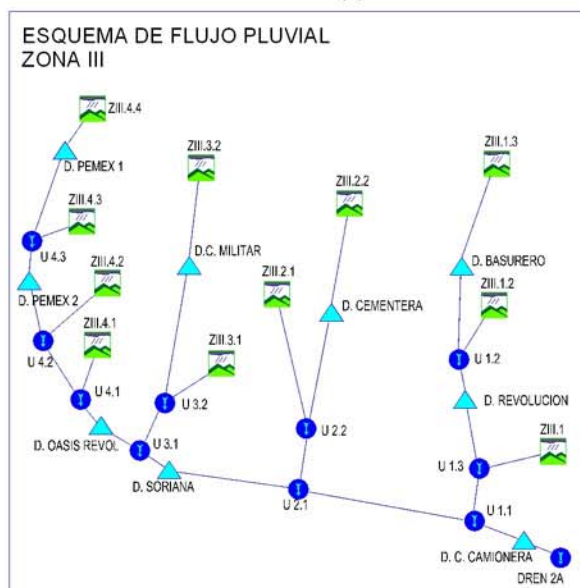 ESQUEMA DE FLUJO PLUVIAL
ZONA III
ZIII.4.4
D. PEMEX 1
ZIII.3.2
ZIII.1.3
ZIII.4.3
ZIII.2.2
U 4.3
D.C. MILITAR
ZIII.4.2
D. BASURERO
D. PEMEX 2
ZIII.2.1
ZIII.1.2
D. CEMENTERA
ZIII.4.1
U 4.2
ZIII.3.1
U 1.2
U 4.1
U 3.2
D. REVOLUCION
U 2.2
ZIII.1
D. OASIS REVOL
U 3.1
U 1.3
D. SORIANA
U 2.1
U 1.1
D. C. CAMIONERA
DREN 2A